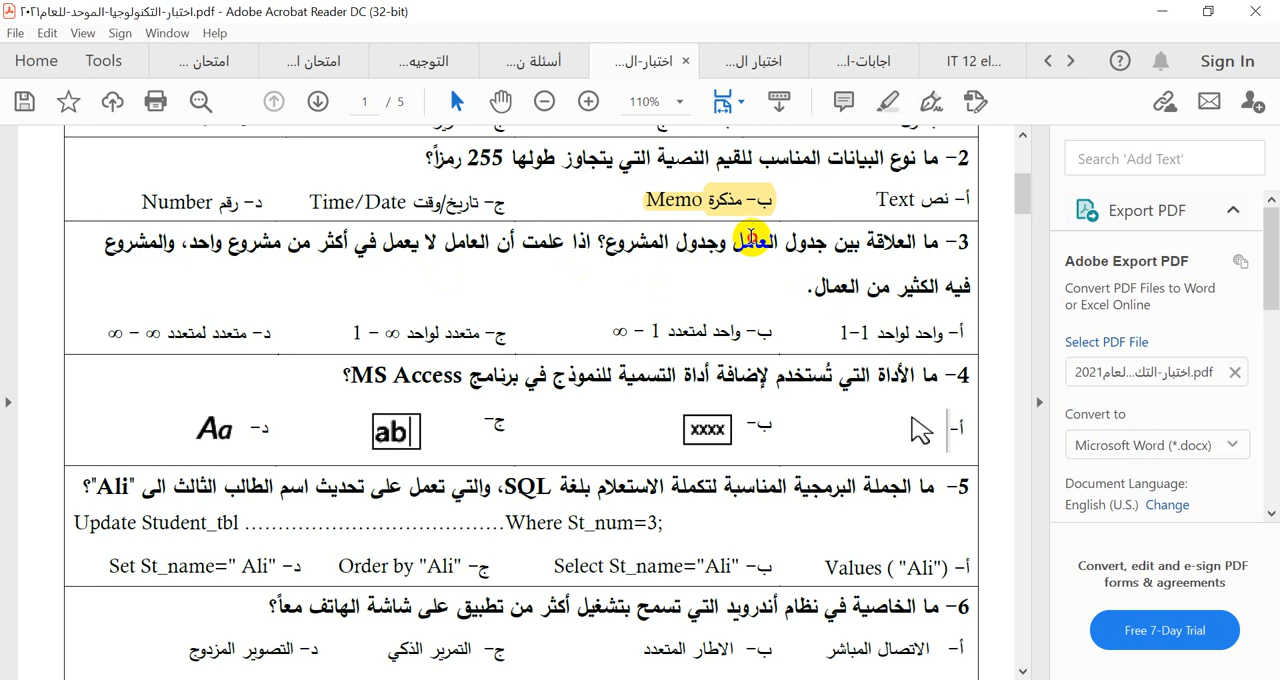 اختبار-التكنولوجيا-الموحد-للعام٢٠٢١.pdf - Adobe Acrobat Reader DC (32-bit)
File Edit View Sign Window Help
Home Tools امتحان ... امتحان ا... التوجيه... أسئلة ن... اختبار-ال... اختبار ال... اجابات-ا... IT 12 el... Sign In
1 / 5 110%
2- ما نوع البيانات المناسب للقيم النصية التي يتجاوز طولها 255 رمزاً؟
أ- نص Text ب- مذكرة Memo ج- تاريخ/وقت Time/Date د- رقم Number
3- ما العلاقة بين جدول العامل وجدول المشروع؟ اذا علمت أن العامل لا يعمل في أكثر من مشروع واحد، والمشروع
فيه الكثير من العمال.
أ- واحد لواحد 1-1 ب- واحد لمتعدد 1 - ∞ ج- متعدد لواحد ∞ - 1 د- متعدد لمتعدد ∞ - ∞
4- ما الأداة التي تُستخدم لإضافة أداة التسمية للنموذج في برنامج MS Access؟
أ- ب- xxxx ج- ab| د- Aa
5- ما الجملة البرمجية المناسبة لتكملة الاستعلام بلغة SQL، والتي تعمل على تحديث اسم الطالب الثالث الى "Ali"؟
Update Student_tbl ....................................Where St_num=3;
أ- Values ( "Ali") ب- Select St_name="Ali" ج- Order by "Ali" د- Set St_name=" Ali"
6- ما الخاصية في نظام أندرويد التي تسمح بتشغيل أكثر من تطبيق على شاشة الهاتف معاً؟
أ- الاتصال المباشر ب- الاطار المتعدد ج- التمرير الذكي د- التصوير المزدوج
Search 'Add Text'
Export PDF
Adobe Export PDF
Convert PDF Files to Word
or Excel Online
Select PDF File
اختبار-التك...لعام2021.pdf
Convert to
Microsoft Word (*.docx)
Document Language:
English (U.S.) Change
Convert, edit and e-sign PDF
forms & agreements
Free 7-Day Trial